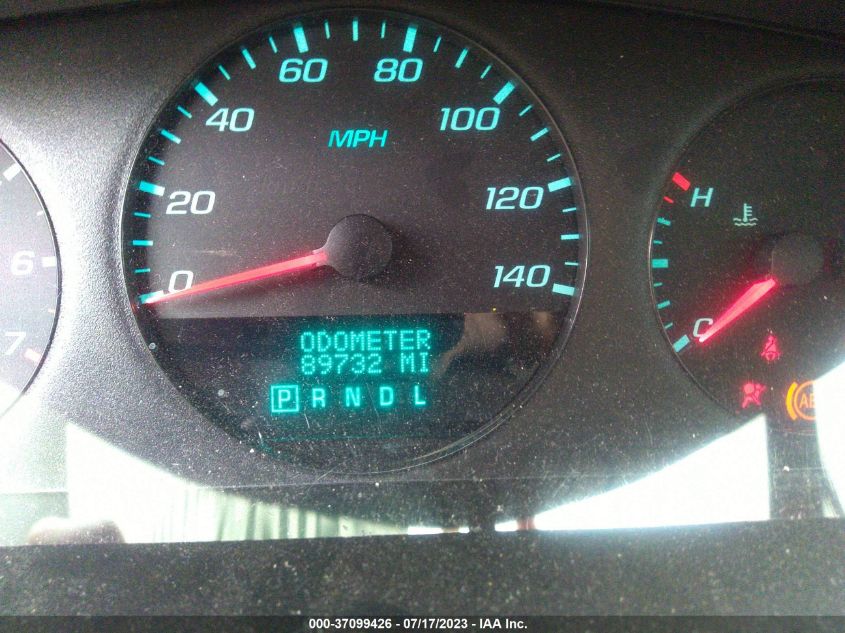 60 80
40 100
MPH
20 120
0 140
6
7
H
C
ODOMETER
89732 MI
P R N D L
000-37099426 - 07/17/2023 - IAA Inc.